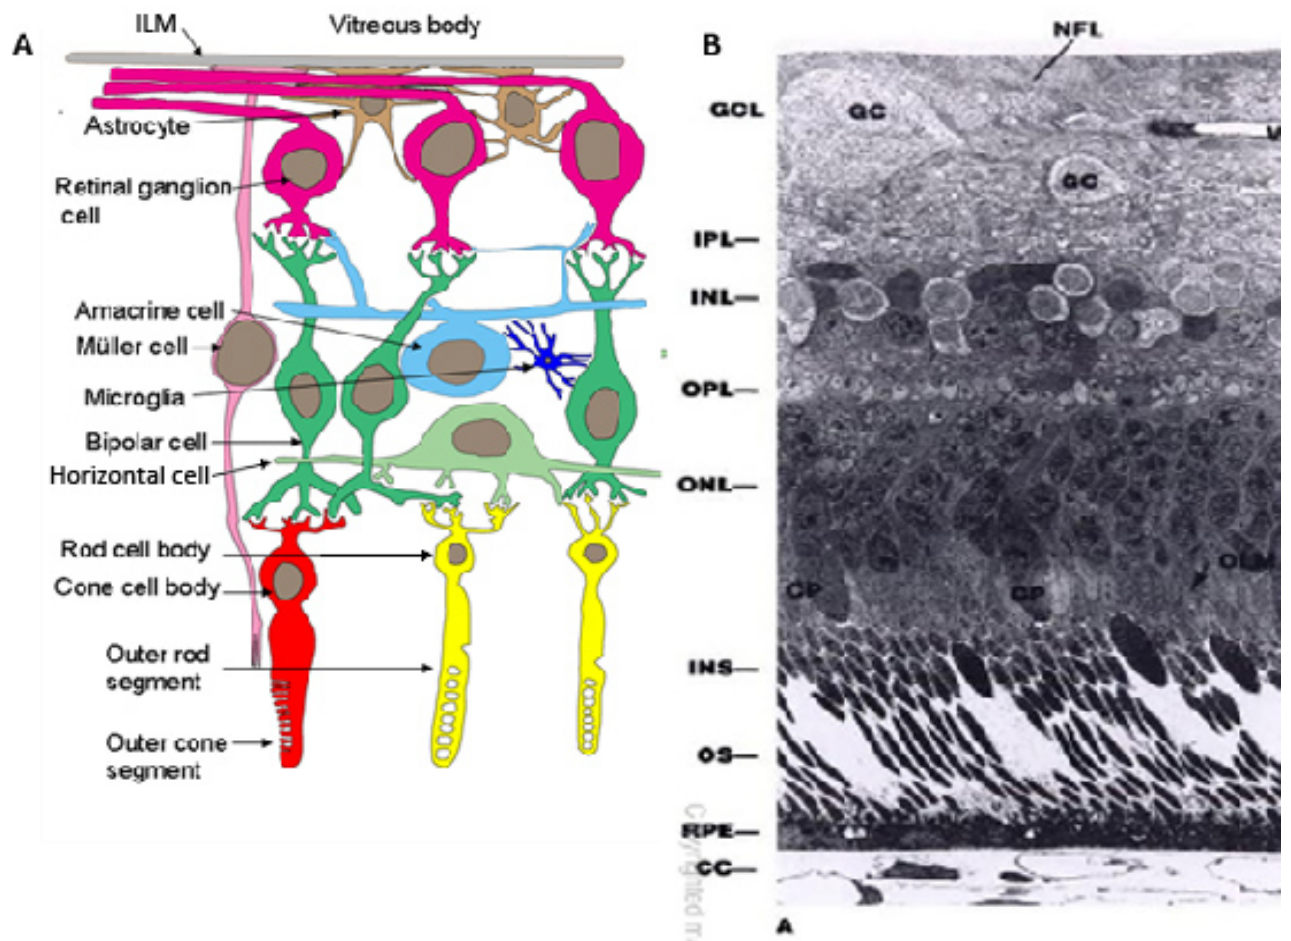 A
ILM
Vitreous body
Astrocyte
Retinal ganglion
cell
Amacrine cell
Müller cell
Microglia
Bipolar cell
Horizontal cell
Rod cell body
Cone cell body
Outer rod
segment
Outer cone
segment
B
NFL
GCL
GC
GC
IPL
INL
OPL
ONL
CP
CP
INS
OS
RPE
CC
A